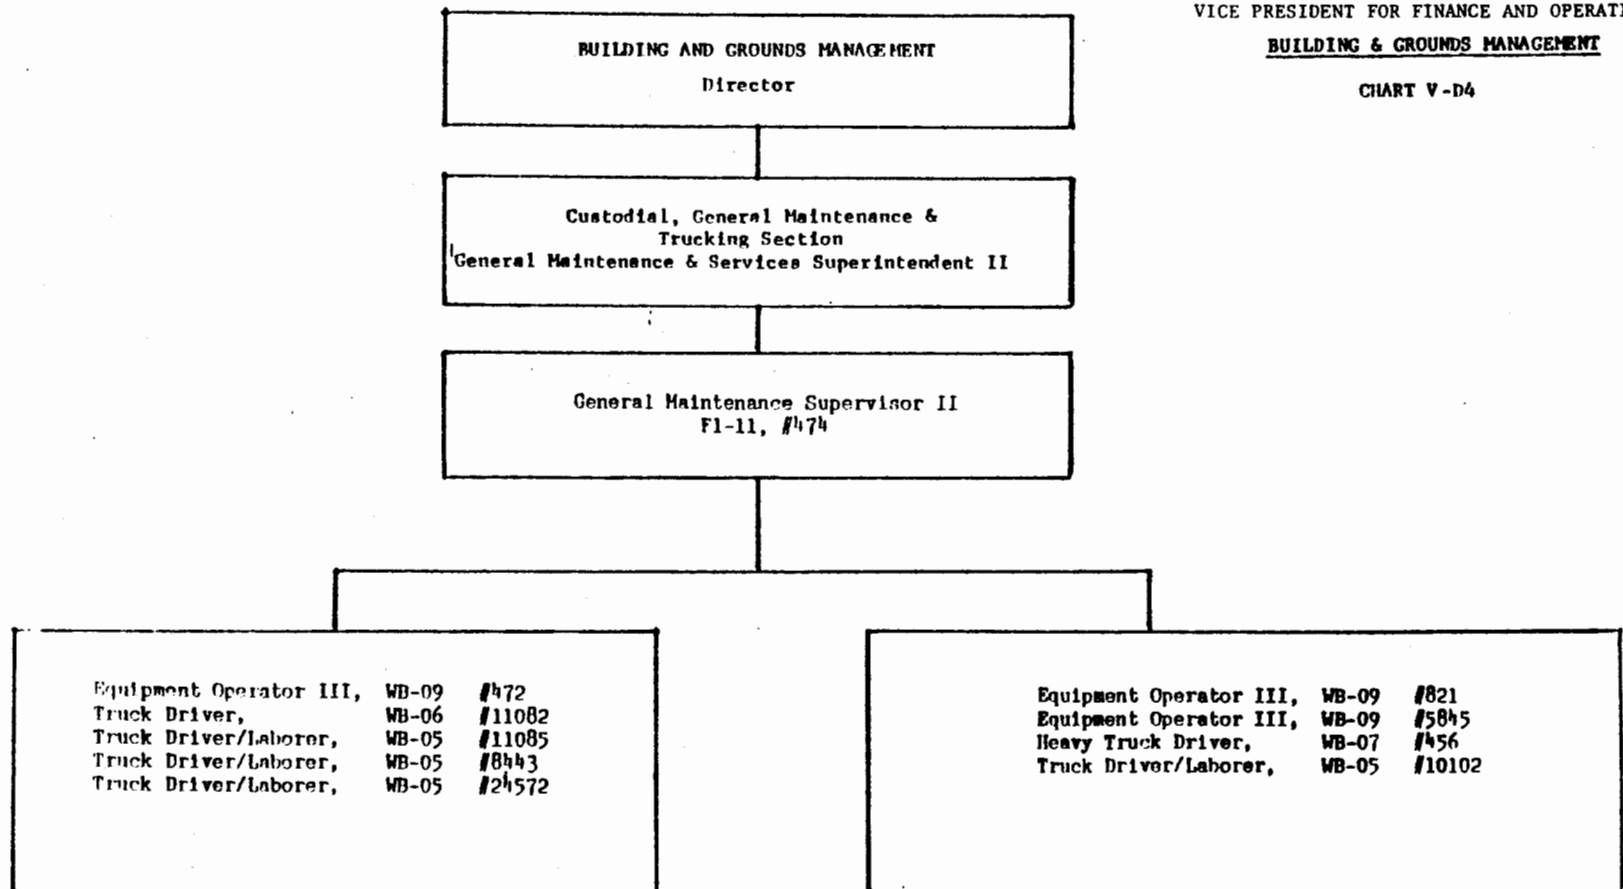 VICE PRESIDENT FOR FINANCE AND OPERATI
BUILDING & GROUNDS MANAGEMENT
CHART V-D4
BUILDING AND GROUNDS MANAGEMENT
Director
Custodial, General Maintenance &
Trucking Section
General Maintenance & Services Superintendent II
General Maintenance Supervisor II
F1-11, #474
Equipment Operator III, WB-09 #472
Truck Driver, WB-06 #11082
Truck Driver/Laborer, WB-05 #11085
Truck Driver/Laborer, WB-05 #8443
Truck Driver/Laborer, WB-05 #24572
Equipment Operator III, WB-09 #821
Equipment Operator III, WB-09 #5845
Heavy Truck Driver, WB-07 #456
Truck Driver/Laborer, WB-05 #10102